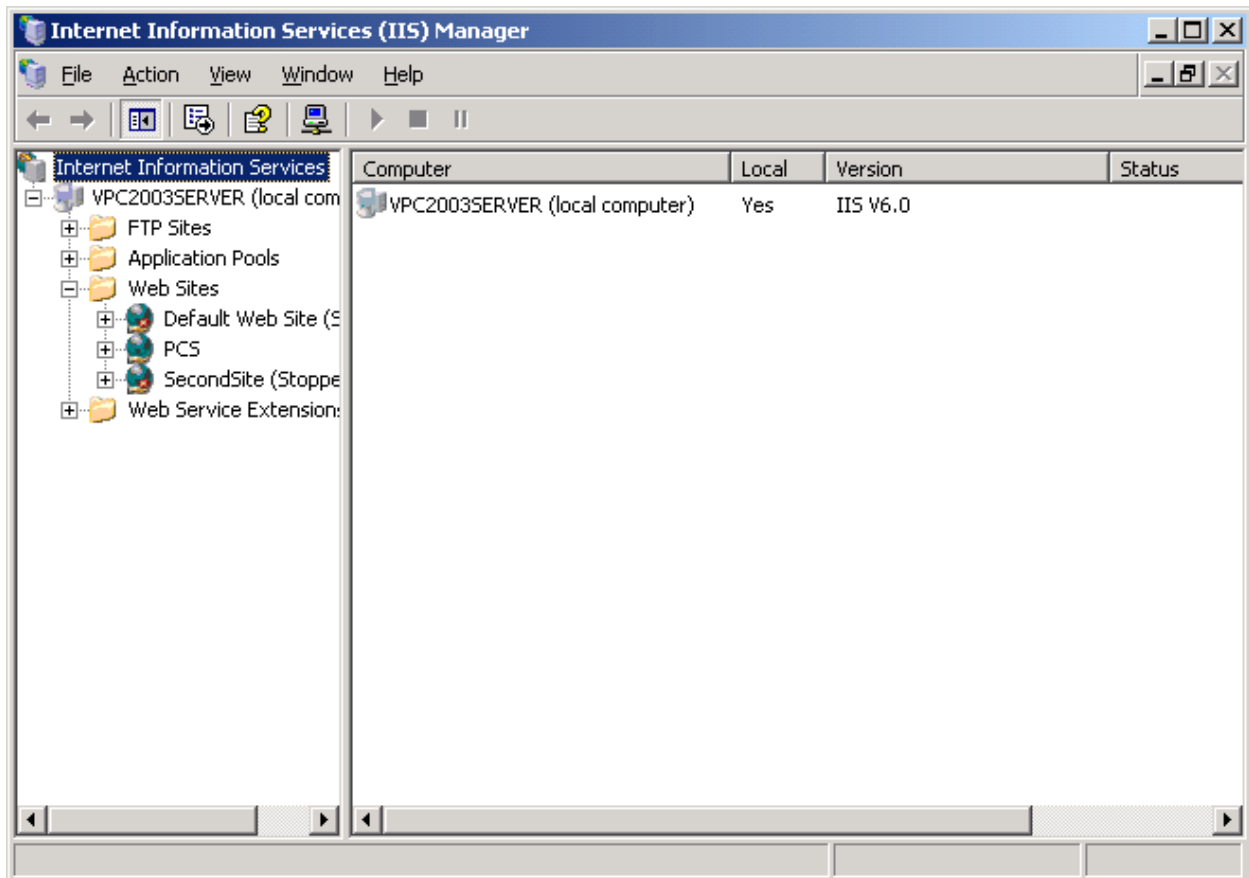 Internet Information Services (IIS) Manager
File Action View Window Help
Internet Information Services
Computer Local Version Status
VPC2003SERVER (local com
VPC2003SERVER (local computer) Yes IIS V6.0
FTP Sites
Application Pools
Web Sites
Default Web Site (S
PCS
SecondSite (Stoppe
Web Service Extension